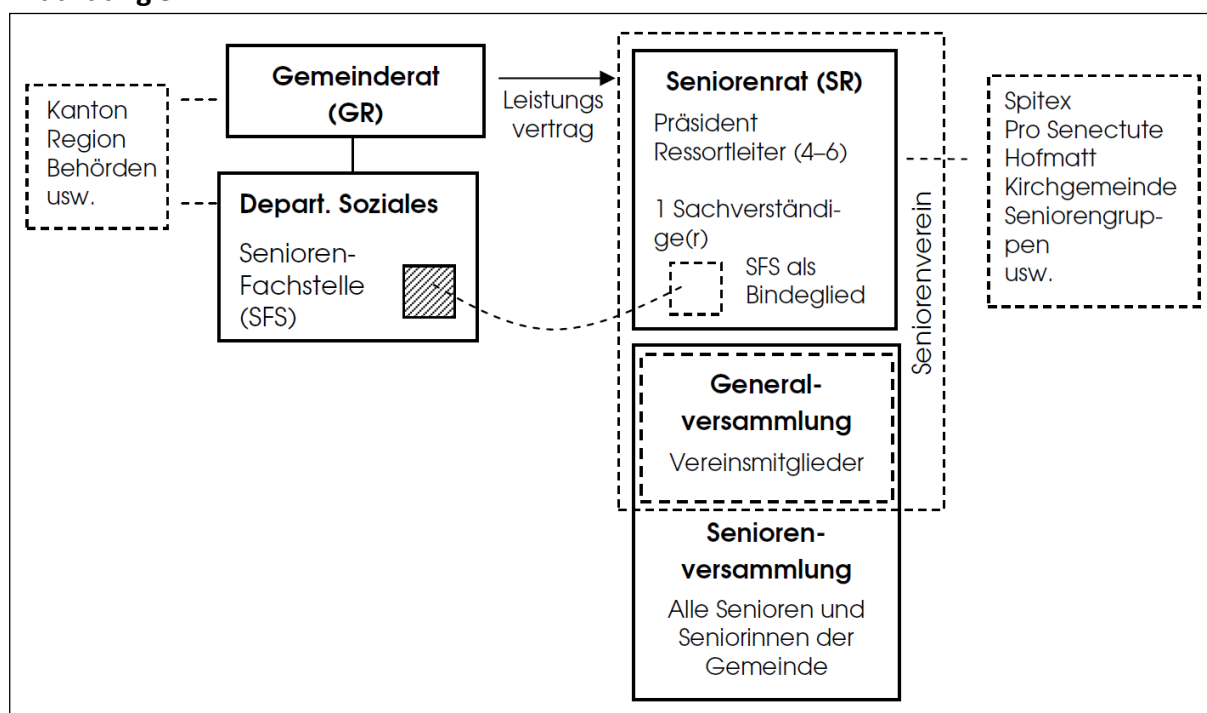 Gemeinderat
(GR)
Kanton
Region
Behörden
usw.
Depart. Soziales
Senioren-
Fachstelle
(SFS)
Leistungs
vertrag
Seniorenrat (SR)
Präsident
Ressortleiter (4–6)
1 Sachverständi-
ge(r)
SFS als
Bindeglied
Seniorenverein
Spitex
Pro Senectute
Hofmatt
Kirchgemeinde
Seniorengrup-
pen
usw.
General-
versammlung
Vereinsmitglieder
Senioren-
versammlung
Alle Senioren und
Seniorinnen der
Gemeinde